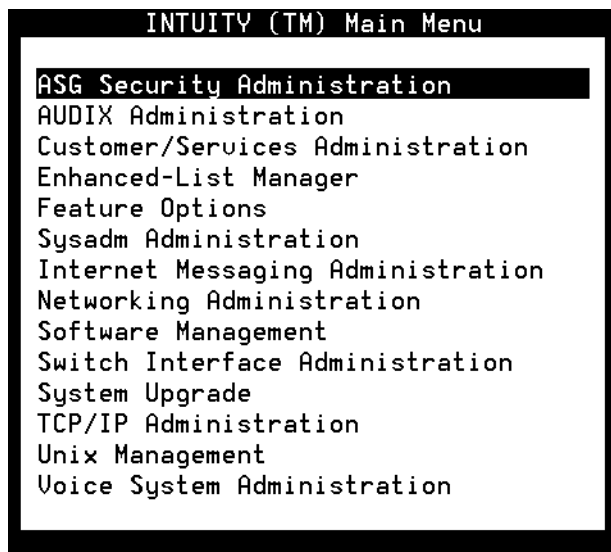 INTUITY (TM) Main Menu
ASG Security Administration
AUDIX Administration
Customer/Services Administration
Enhanced-List Manager
Feature Options
Sysadm Administration
Internet Messaging Administration
Networking Administration
Software Management
Switch Interface Administration
System Upgrade
TCP/IP Administration
Unix Management
Voice System Administration